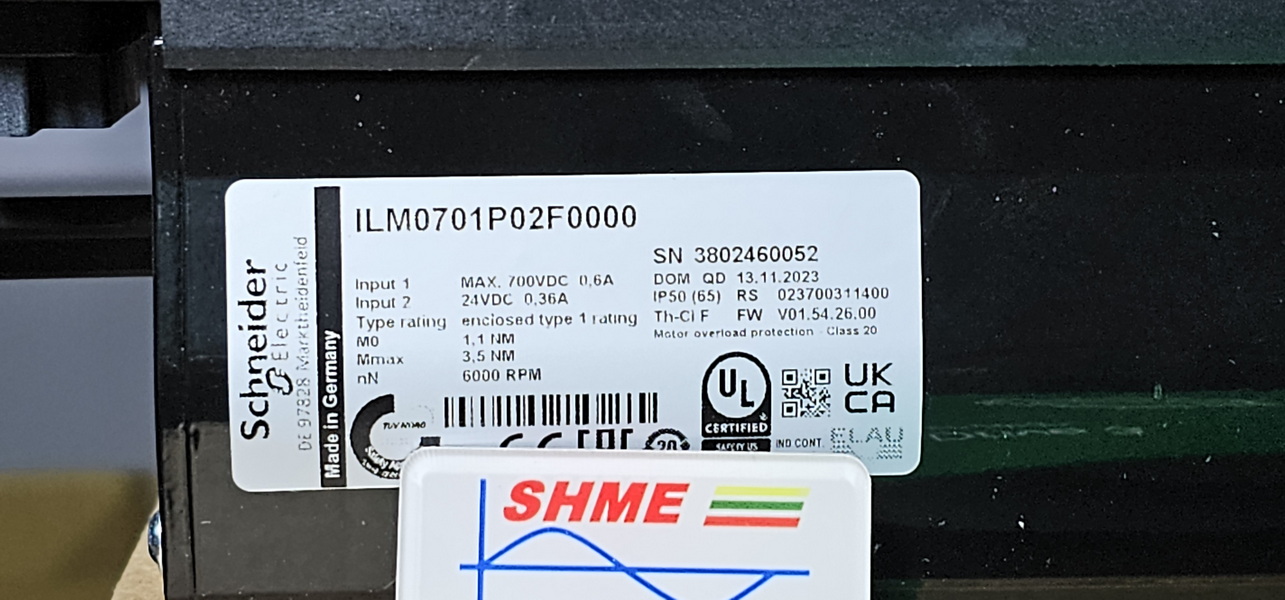 ILM0701P02F0000
SN 3802460052
Input 1 MAX. 700VDC 0,6A
Input 2 24VDC 0,36A
Type rating enclosed type 1 rating
M0 1,1 NM
Mmax 3,5 NM
nN 6000 RPM
DOM QD 13.11.2023
IP50 (65) RS 023700311400
Th-Cl F FW V01.54.26.00
Motor overload protection - Class 20
Schneider
Electric
DE 97828 Marktheidenfeld
Made in Germany
UL
CERTIFIED
SAFETY US
IND CONT.
UK
CA
ELAU
20
SHME